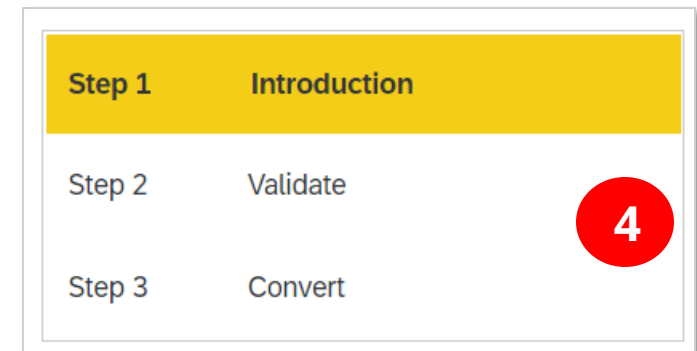 Step 1 Introduction
Step 2 Validate
4
Step 3 Convert